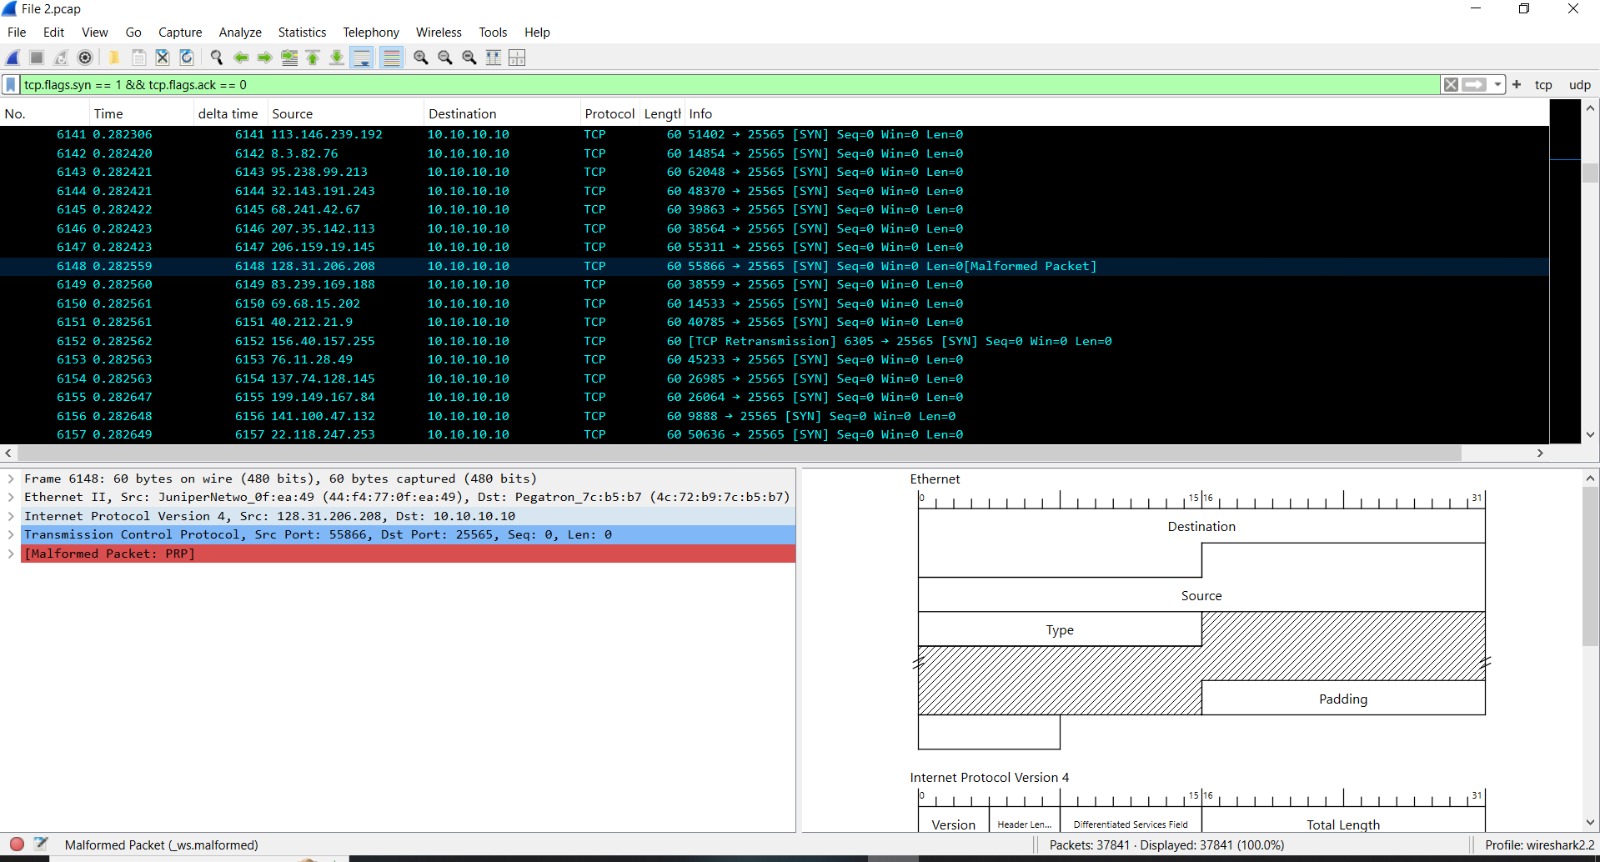 File 2.pcap
File Edit View Go Capture Analyze Statistics Telephony Wireless Tools Help
tcp.flags.syn == 1 && tcp.flags.ack == 0 + tcp udp
No. Time delta time Source Destination Protocol Length Info
6141 0.282306 6141 113.146.239.192 10.10.10.10 TCP 60 51402 → 25565 [SYN] Seq=0 Win=0 Len=0
6142 0.282420 6142 8.3.82.76 10.10.10.10 TCP 60 14854 → 25565 [SYN] Seq=0 Win=0 Len=0
6143 0.282421 6143 95.238.99.213 10.10.10.10 TCP 60 62048 → 25565 [SYN] Seq=0 Win=0 Len=0
6144 0.282421 6144 32.143.191.243 10.10.10.10 TCP 60 48370 → 25565 [SYN] Seq=0 Win=0 Len=0
6145 0.282422 6145 68.241.42.67 10.10.10.10 TCP 60 39863 → 25565 [SYN] Seq=0 Win=0 Len=0
6146 0.282423 6146 207.35.142.113 10.10.10.10 TCP 60 38564 → 25565 [SYN] Seq=0 Win=0 Len=0
6147 0.282423 6147 206.159.19.145 10.10.10.10 TCP 60 55311 → 25565 [SYN] Seq=0 Win=0 Len=0
6148 0.282559 6148 128.31.206.208 10.10.10.10 TCP 60 55866 → 25565 [SYN] Seq=0 Win=0 Len=0[Malformed Packet]
6149 0.282560 6149 83.239.169.188 10.10.10.10 TCP 60 38559 → 25565 [SYN] Seq=0 Win=0 Len=0
6150 0.282561 6150 69.68.15.202 10.10.10.10 TCP 60 14533 → 25565 [SYN] Seq=0 Win=0 Len=0
6151 0.282561 6151 40.212.21.9 10.10.10.10 TCP 60 40785 → 25565 [SYN] Seq=0 Win=0 Len=0
6152 0.282562 6152 156.40.157.255 10.10.10.10 TCP 60 [TCP Retransmission] 6305 → 25565 [SYN] Seq=0 Win=0 Len=0
6153 0.282563 6153 76.11.28.49 10.10.10.10 TCP 60 45233 → 25565 [SYN] Seq=0 Win=0 Len=0
6154 0.282563 6154 137.74.128.145 10.10.10.10 TCP 60 26985 → 25565 [SYN] Seq=0 Win=0 Len=0
6155 0.282647 6155 199.149.167.84 10.10.10.10 TCP 60 26064 → 25565 [SYN] Seq=0 Win=0 Len=0
6156 0.282648 6156 141.100.47.132 10.10.10.10 TCP 60 9888 → 25565 [SYN] Seq=0 Win=0 Len=0
6157 0.282649 6157 22.118.247.253 10.10.10.10 TCP 60 50636 → 25565 [SYN] Seq=0 Win=0 Len=0
Frame 6148: 60 bytes on wire (480 bits), 60 bytes captured (480 bits)
Ethernet II, Src: JuniperNetwo_0f:ea:49 (44:f4:77:0f:ea:49), Dst: Pegatron_7c:b5:b7 (4c:72:b9:7c:b5:b7)
Internet Protocol Version 4, Src: 128.31.206.208, Dst: 10.10.10.10
Transmission Control Protocol, Src Port: 55866, Dst Port: 25565, Seq: 0, Len: 0
[Malformed Packet: PRP]
Ethernet
0 15 16 31
Destination
Source
Type
Padding
Internet Protocol Version 4
0 15 16 31
Version Header Len... Differentiated Services Field Total Length
Malformed Packet (_ws.malformed) Packets: 37841 · Displayed: 37841 (100.0%) Profile: wireshark2.2